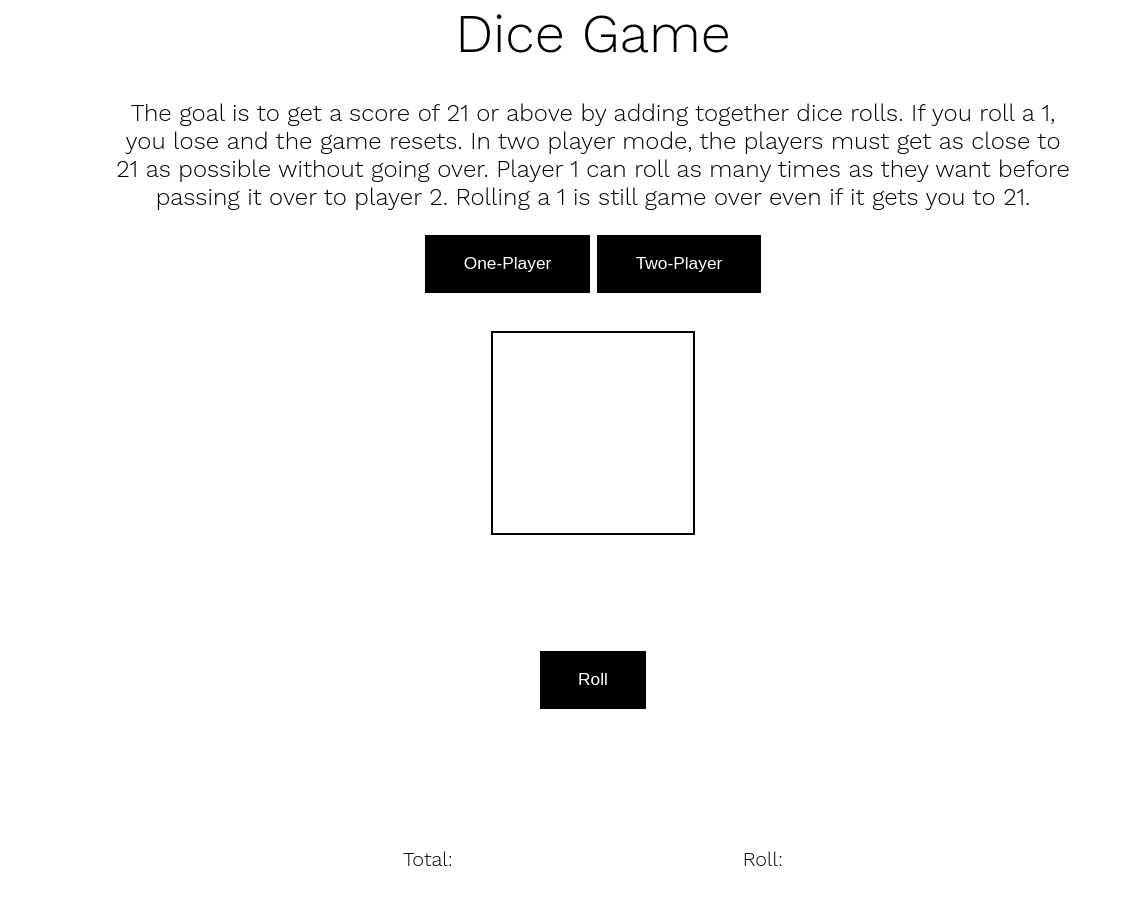 Dice Game
The goal is to get a score of 21 or above by adding together dice rolls. If you roll a 1,
you lose and the game resets. In two player mode, the players must get as close to
21 as possible without going over. Player 1 can roll as many times as they want before
passing it over to player 2. Rolling a 1 is still game over even if it gets you to 21.
One-Player Two-Player
Roll
Total: Roll: